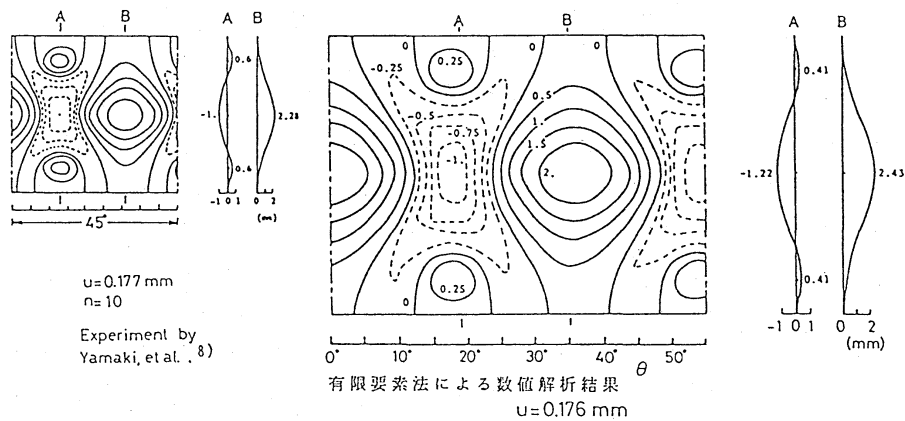 A B
A B
0.6
-1.
2.28
0.6
-1 0 1
0 2
(mm)
45°
u=0.177 mm
n=10
Experiment by
Yamaki, et al. . 8)
A B
0 0 0
-0.25
0.25
-0.5
0.5
-0.75
1.
-1.
1.5
2.
0.25
0
0° 10° 20° 30° 40° 50°
θ
有限要素法による数値解析結果
u=0.176 mm
A B
0.41
-1.22
2.43
0.41
-1 0 1
0 2
(mm)